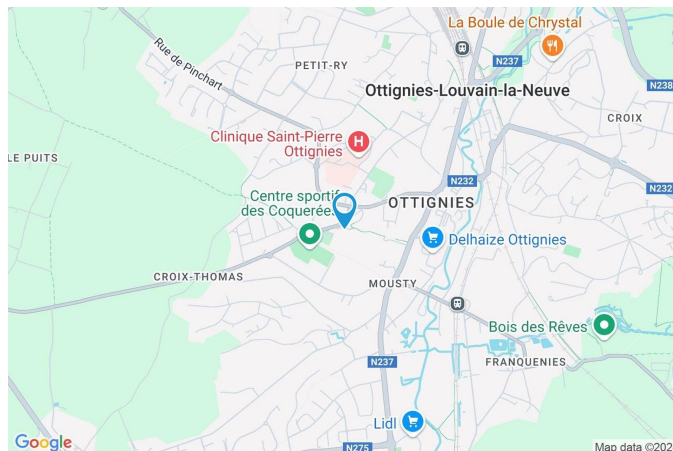 La Boule de Chrystal
N237
Rue de Pinchart
PETIT-RY
Ottignies-Louvain-la-Neuve
N238
CROIX
Clinique Saint-Pierre
Ottignies
H
LE PUITS
N232
N232
Centre sportif
des Coquerée
OTTIGNIES
Delhaize Ottignies
CROIX-THOMAS
MOUSTY
Bois des Rêves
FRANQUENIES
N237
Lidl
N275
Google
Map data ©202